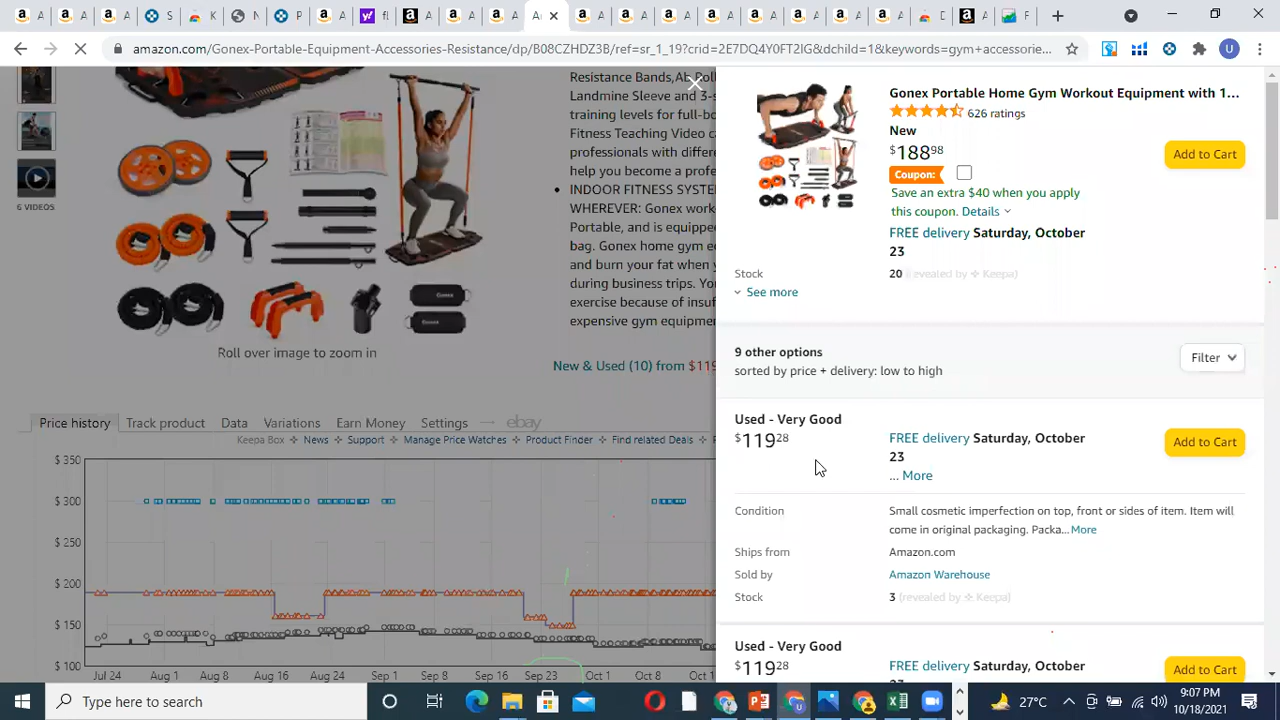 amazon.com/Gonex-Portable-Equipment-Accessories-Resistance/dp/B08CZHDZ3B/ref=sr_1_19?crid=2E7DQ4Y0FT2IG&dchild=1&keywords=gym+accessorie...
U
6 VIDEOS
Roll over image to zoom in
Landmine Sleeve and 3-s
training levels for full-bo
Fitness Teaching Video ca
professionals with differe
help you become a profe
INDOOR FITNESS SYSTE
WHEREVER: Gonex work
Portable, and is equipped
bag. Gonex home gym e
and burn your fat when y
during business trips. Yo
exercise because of insuf
expensive gym equipmen
New & Used (10) from $119
Price history Track product Data Variations Earn Money Settings ebay
Keepa Box News Support Manage Price Watches Product Finder Find related Deals
$ 350
$ 300
$ 250
$ 200
$ 150
$ 100
Jul 24 Aug 1 Aug 8 Aug 16 Aug 24 Sep 1 Sep 8 Sep 16 Sep 23 Oct 1 Oct 8 Oct 16
Gonex Portable Home Gym Workout Equipment with 1...
626 ratings
New
$188 98
Add to Cart
Coupon:
Save an extra $40 when you apply
this coupon. Details
FREE delivery Saturday, October
23
Stock 20 (revealed by Keepa)
See more
9 other options
sorted by price + delivery: low to high
Filter
Used - Very Good
$119 28
FREE delivery Saturday, October
23
... More
Add to Cart
Condition Small cosmetic imperfection on top, front or sides of item. Item will
come in original packaging. Packa... More
Ships from Amazon.com
Sold by Amazon Warehouse
Stock 3 (revealed by Keepa)
Used - Very Good
$119 28
FREE delivery Saturday, October
Add to Cart
Type here to search
27°C
9:07 PM
10/18/2021